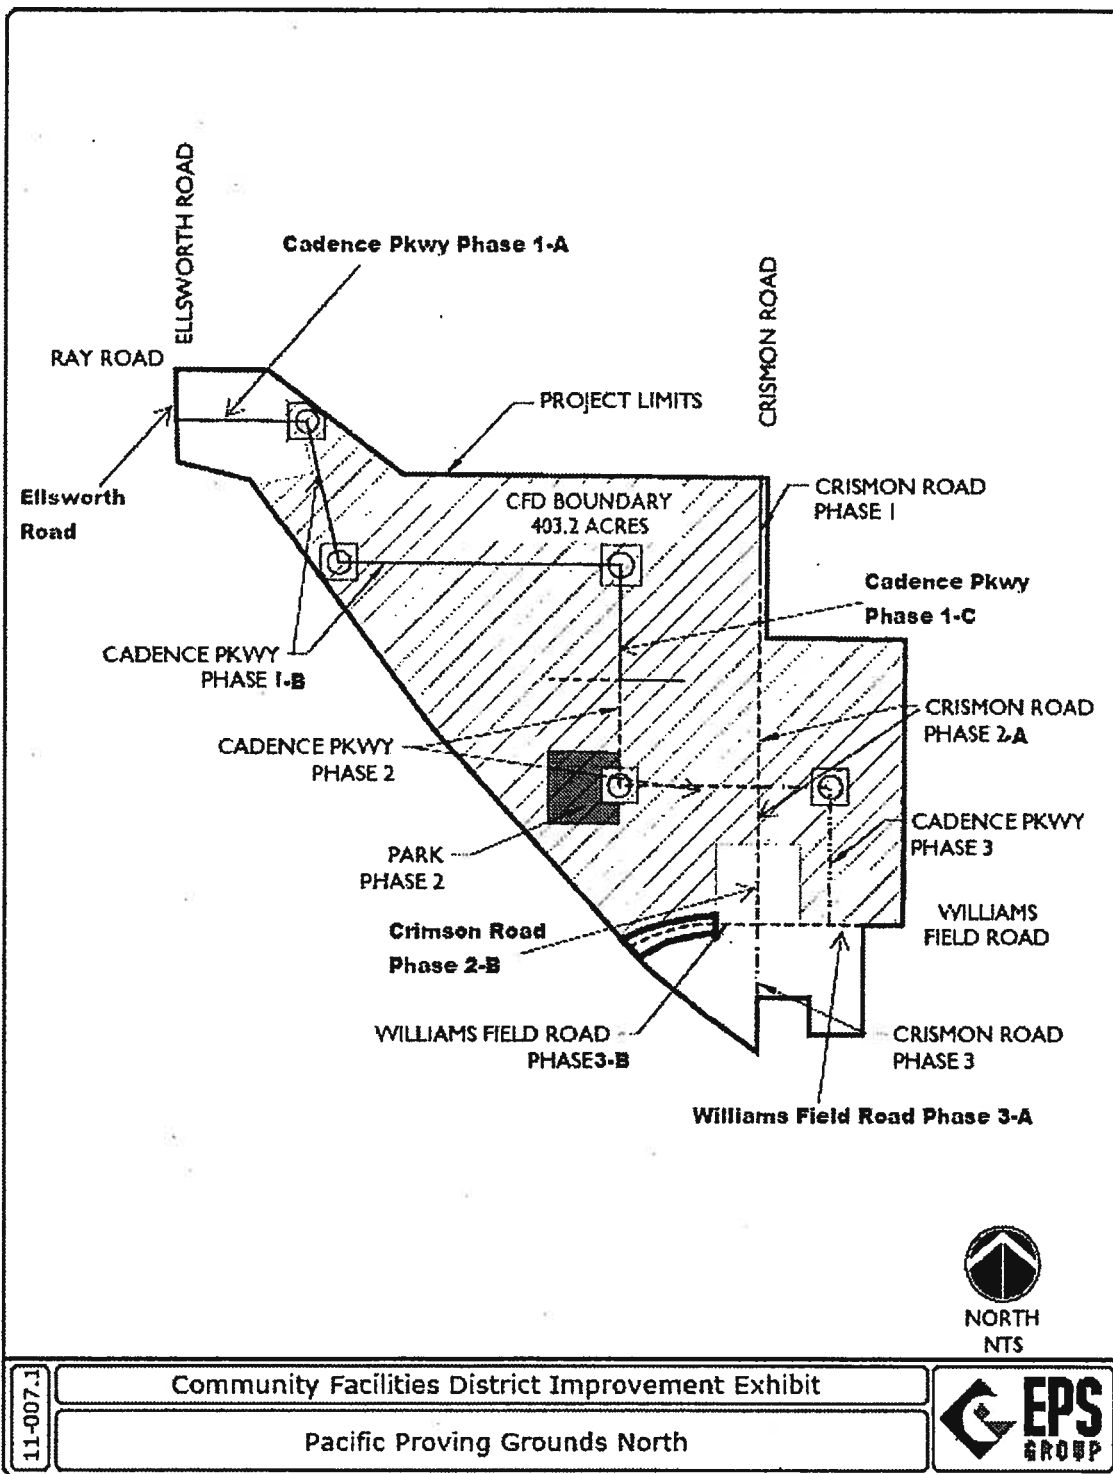 ELLSWORTH ROAD
Cadence Pkwy Phase 1-A
CRISMON ROAD
RAY ROAD
PROJECT LIMITS
Ellsworth
Road
CFD BOUNDARY
403.2 ACRES
CRISMON ROAD
PHASE 1
Cadence Pkwy
Phase 1-C
CADENCE PKWY
PHASE 1-B
CRISMON ROAD
PHASE 2-A
CADENCE PKWY
PHASE 2
CADENCE PKWY
PHASE 3
PARK
PHASE 2
WILLIAMS
FIELD ROAD
Crimson Road
Phase 2-B
WILLIAMS FIELD ROAD
PHASE3-B
CRISMON ROAD
PHASE 3
Williams Field Road Phase 3-A
NORTH
NTS
11-007.1
Community Facilities District Improvement Exhibit
Pacific Proving Grounds North
EPS
GROUP